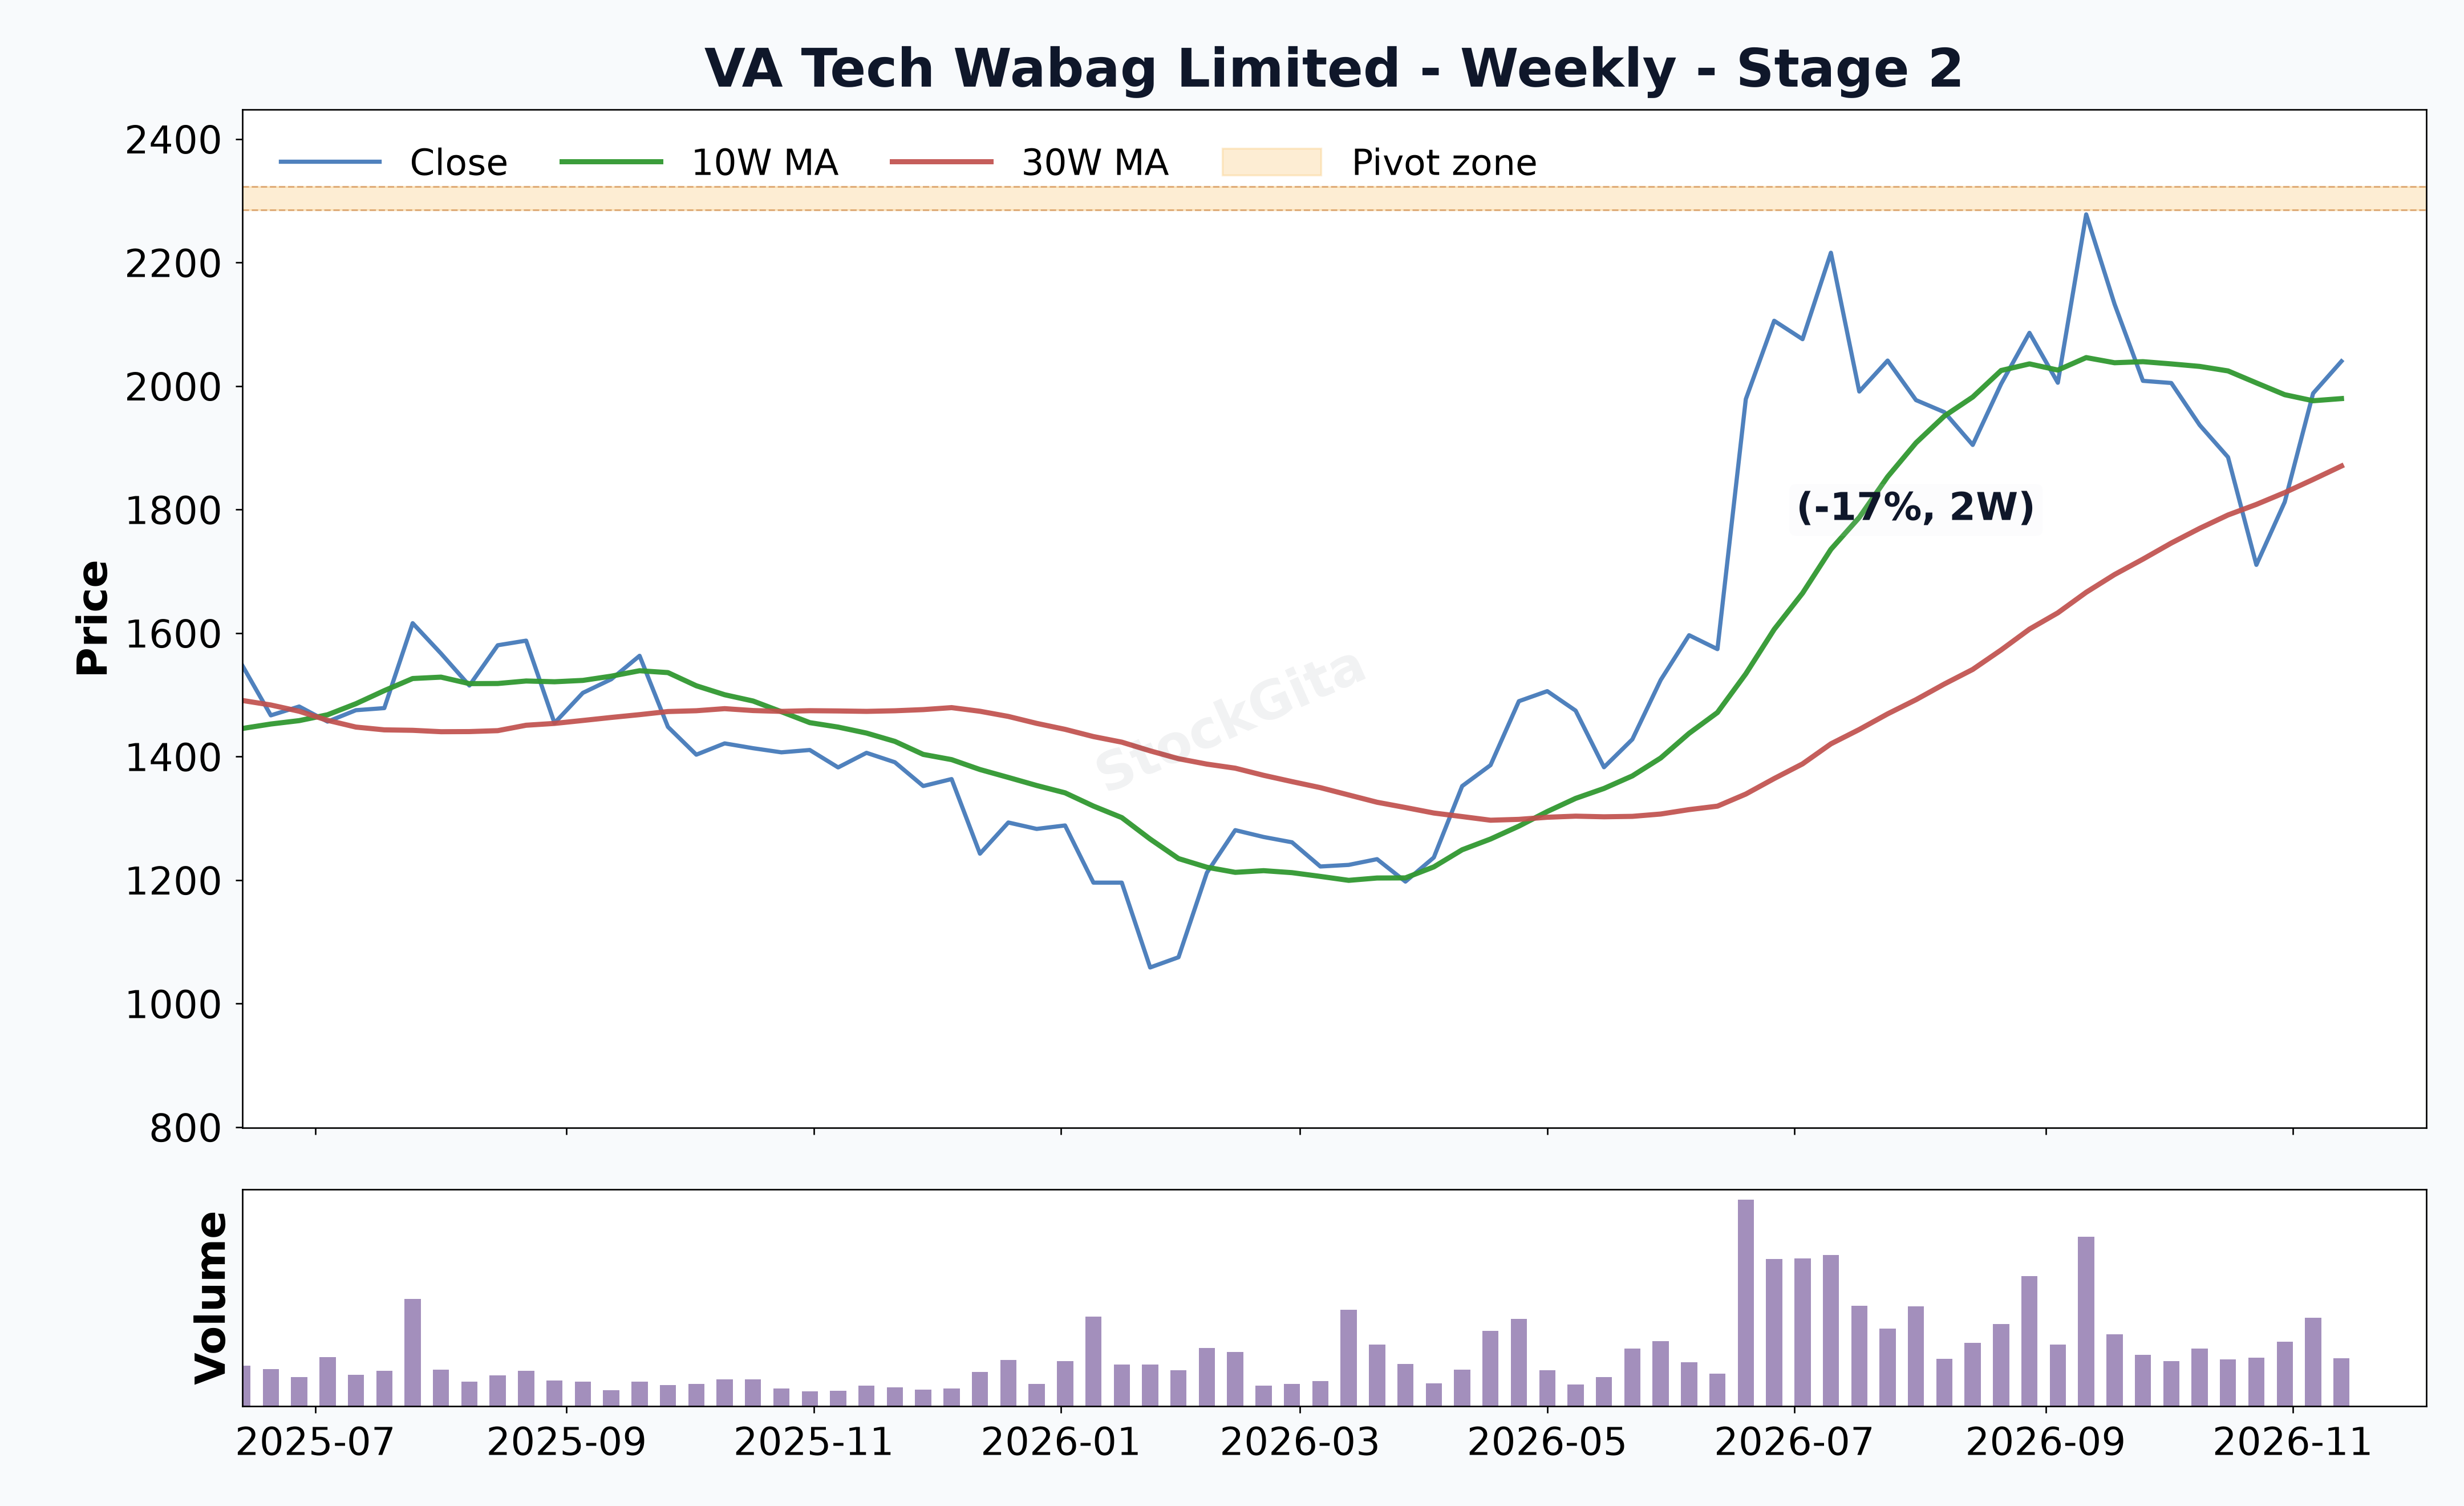 VA Tech Wabag Limited - Weekly - Stage 2
Close 10W MA 30W MA Pivot zone
2400
2200
2000
1800
1600
1400
1200
1000
800
Price
(-17%, 2W)
StockGita
Volume
2025-07 2025-09 2025-11 2026-01 2026-03 2026-05 2026-07 2026-09 2026-11